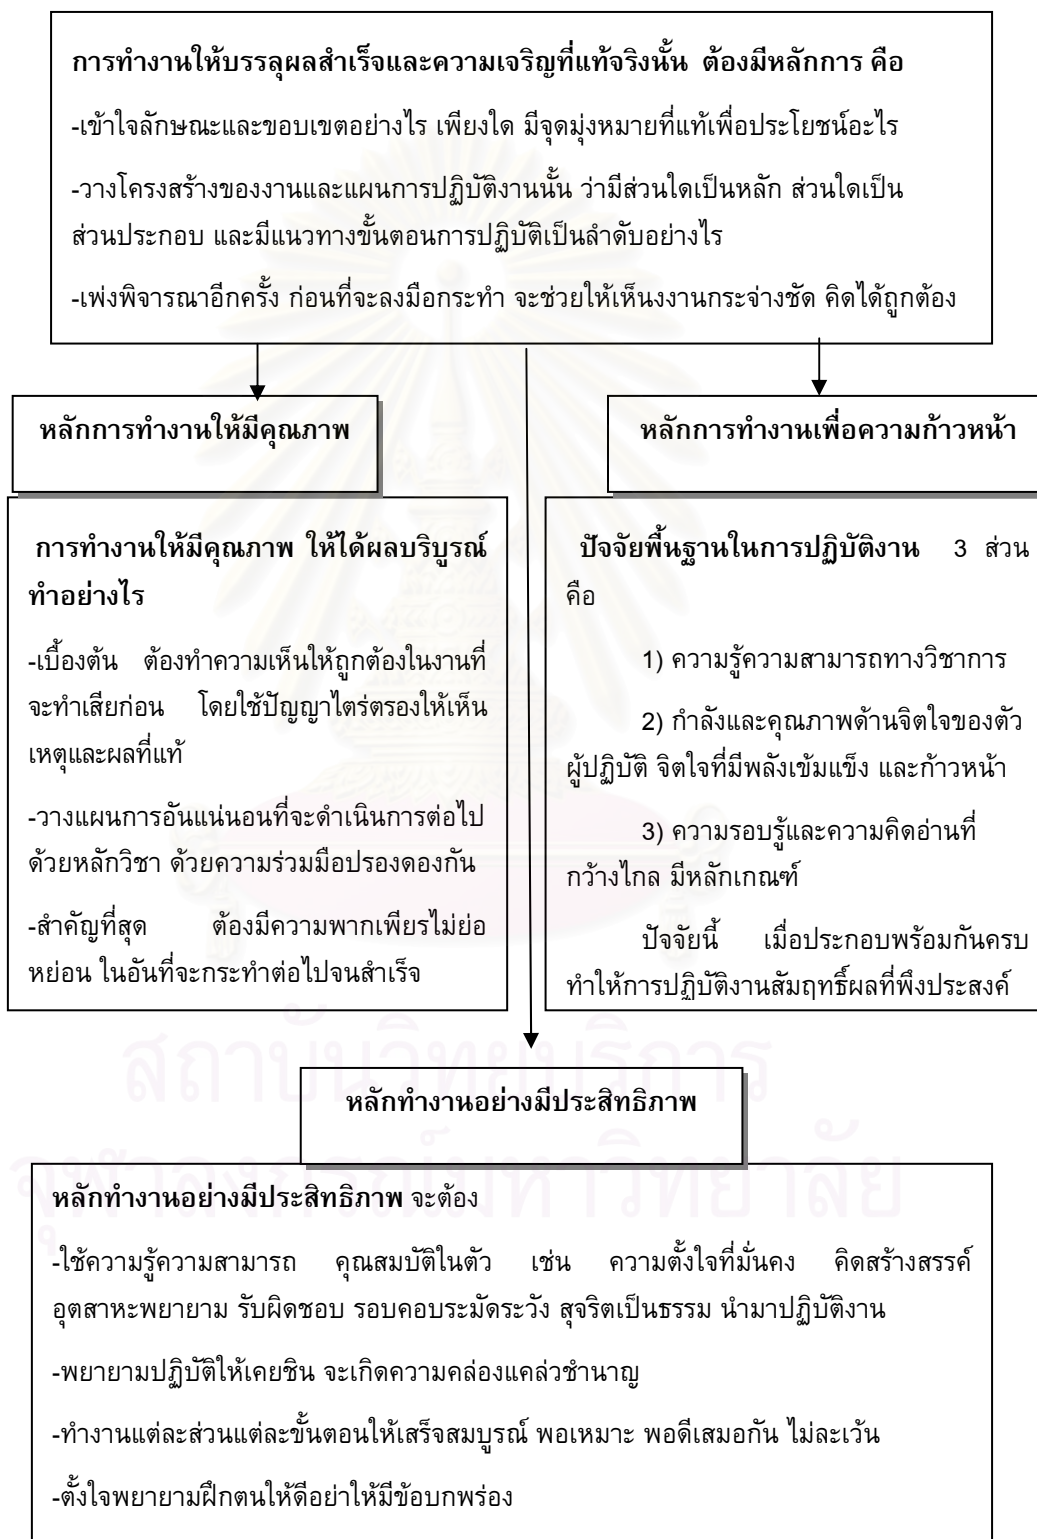 การทำงานให้บรรลุผลสำเร็จและความเจริญที่แท้จริงนั้น ต้องมีหลักการ คือ
-เข้าใจลักษณะและขอบเขตอย่างไร เพียงใด มีจุดมุ่งหมายที่แท้เพื่อประโยชน์อะไร
-วางโครงสร้างของงานและแผนการปฏิบัติงานนั้น ว่ามีส่วนใดเป็นหลัก ส่วนใดเป็น
ส่วนประกอบ และมีแนวทางขั้นตอนการปฏิบัติเป็นลำดับอย่างไร
-เพ่งพิจารณาอีกครั้ง ก่อนที่จะลงมือกระทำ จะช่วยให้เห็นงงานกระจ่างชัด คิดได้ถูกต้อง
หลักการทำงานให้มีคุณภาพ
การทำงานให้มีคุณภาพ ให้ได้ผลบริบูรณ์
ทำอย่างไร
-เบื้องต้น ต้องทำความเห็นให้ถูกต้องในงานที่
จะทำเสียก่อน โดยใช้ปัญญาไตร่ตรองให้เห็น
เหตุและผลที่แท้
-วางแผนการอันแน่นอนที่จะดำเนินการต่อไป
ด้วยหลักวิชา ด้วยความร่วมมือปรองดองกัน
-สำคัญที่สุด ต้องมีความพากเพียรไม่ย่อ
หย่อน ในอันที่จะกระทำต่อไปจนสำเร็จ
หลักการทำงานเพื่อความก้าวหน้า
ปัจจัยพื้นฐานในการปฏิบัติงาน 3 ส่วน
คือ
1) ความรู้ความสามารถทางวิชาการ
2) กำลังและคุณภาพด้านจิตใจของตัว
ผู้ปฏิบัติ จิตใจที่มีพลังเข้มแข็ง และก้าวหน้า
3) ความรอบรู้และความคิดอ่านที่
กว้างไกล มีหลักเกณฑ์
ปัจจัยนี้ เมื่อประกอบพร้อมกันครบ
ทำให้การปฏิบัติงานสัมฤทธิ์ผลที่พึงประสงค์
สถาบันวิทยบริการ
จุฬาลงกรณ์มหาวิทยาลัย
หลักทำงานอย่างมีประสิทธิภาพ
หลักทำงานอย่างมีประสิทธิภาพ จะต้อง
-ใช้ความรู้ความสามารถ คุณสมบัติในตัว เช่น ความตั้งใจที่มั่นคง คิดสร้างสรรค์
อุตสาหะพยายาม รับผิดชอบ รอบคอบระมัดระวัง สุจริตเป็นธรรม นำมาปฏิบัติงาน
-พยายามปฏิบัติให้เคยชิน จะเกิดความคล่องแคล่วชำนาญ
-ทำงานแต่ละส่วนแต่ละขั้นตอนให้เสร็จสมบูรณ์ พอเหมาะ พอดีเสมอกัน ไม่ละเว้น
-ตั้งใจพยายามฝึกตนให้ดีอย่าให้มีข้อบกพร่อง